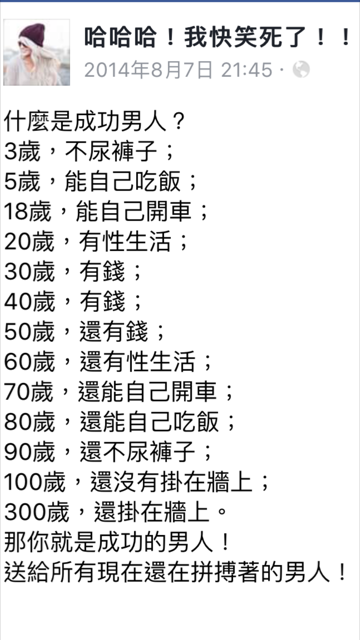 哈哈哈！我快笑死了！！
2014年8月7日 21:45 ·
什麼是成功男人？
3歲，不尿褲子；
5歲，能自己吃飯；
18歲，能自己開車；
20歲，有性生活；
30歲，有錢；
40歲，有錢；
50歲，還有錢；
60歲，還有性生活；
70歲，還能自己開車；
80歲，還能自己吃飯；
90歲，還不尿褲子；
100歲，還沒有掛在牆上；
300歲，還掛在牆上。
那你就是成功的男人！
送給所有現在還在拼搏著的男人！